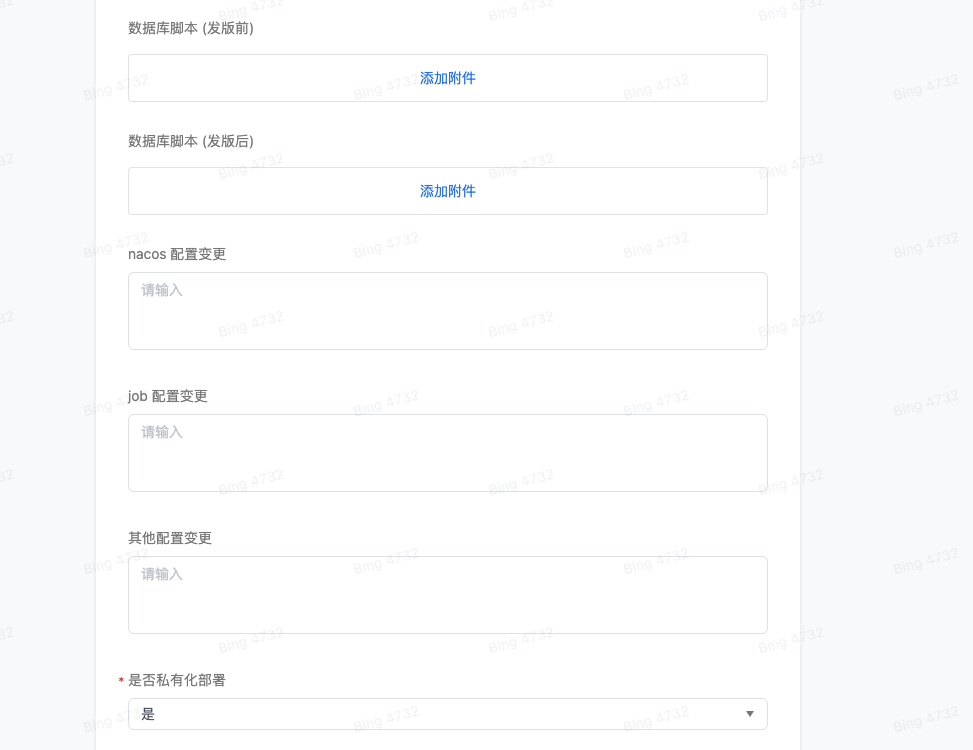 数据库脚本 (发版前)
添加附件
数据库脚本 (发版后)
添加附件
nacos 配置变更
请输入
job 配置变更
请输入
其他配置变更
请输入
* 是否私有化部署
是
Bing 4732